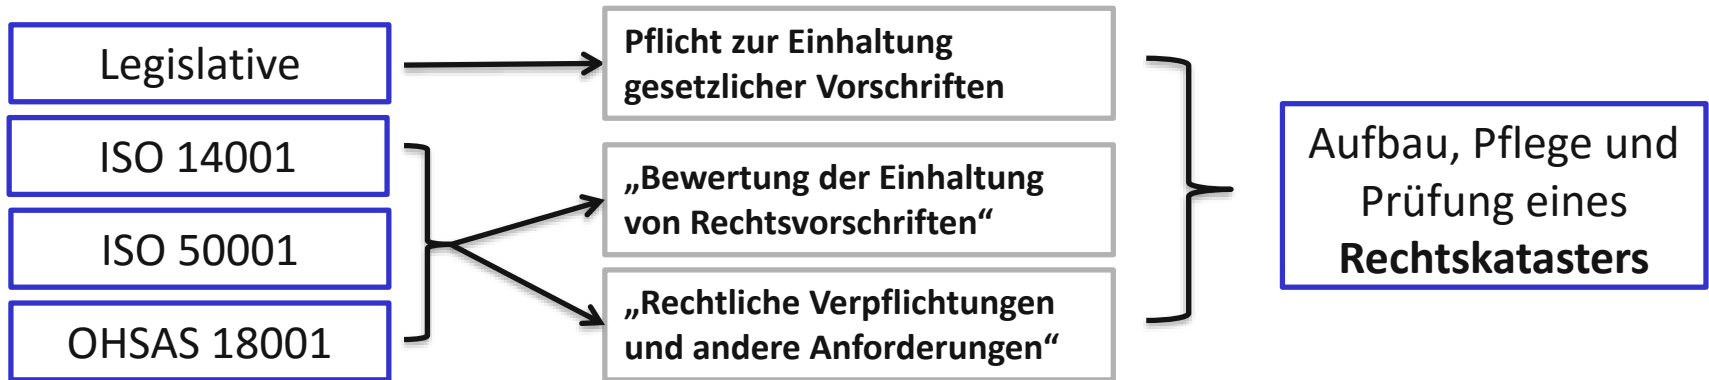 Legislative
ISO 14001
ISO 50001
OHSAS 18001
Pflicht zur Einhaltung
gesetzlicher Vorschriften
„Bewertung der Einhaltung
von Rechtsvorschriften“
„Rechtliche Verpflichtungen
und andere Anforderungen“
Aufbau, Pflege und
Prüfung eines
Rechtskatasters